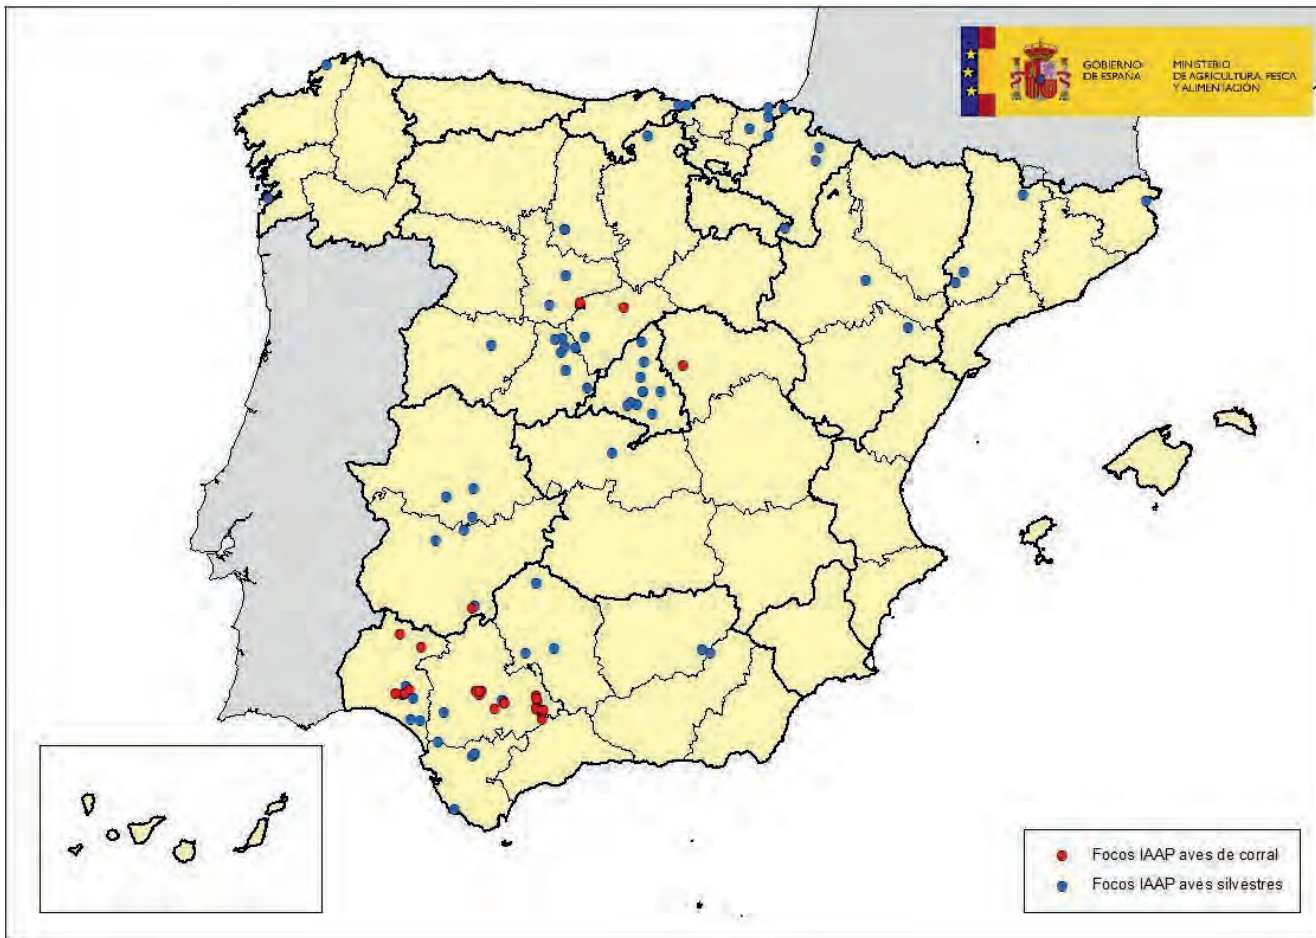 GOBIERNO
DE ESPAÑA
MINISTERIO
DE AGRICULTURA, PESCA
Y ALIMENTACIÓN
Focos IAAP aves de corral
Focos IAAP aves silvestres